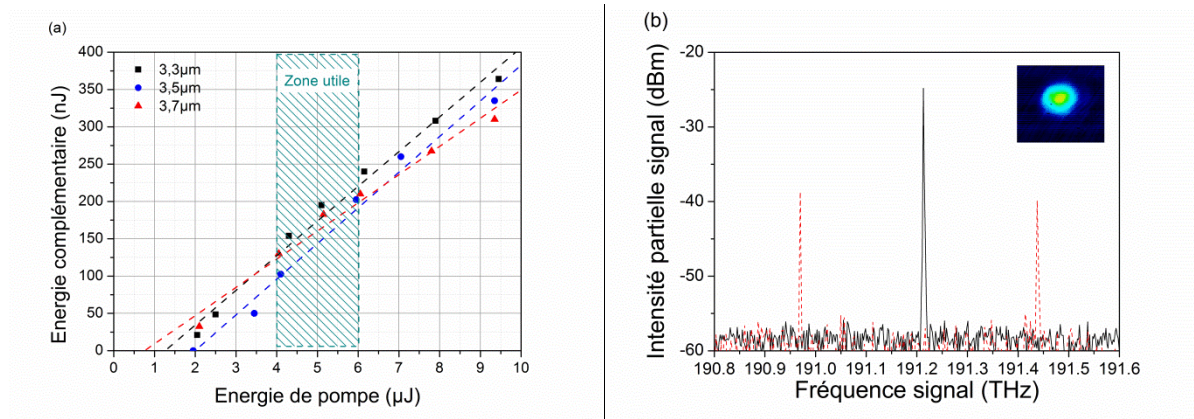 (a)
400
350
300
250
200
150
100
50
0
Energie complémentaire (nJ)
3,3µm
3,5µm
3,7µm
Zone utile
0 1 2 3 4 5 6 7 8 9 10
Energie de pompe (µJ)
(b)
-20
-30
-40
-50
-60
Intensité partielle signal (dBm)
190.8 190.9 191.0 191.1 191.2 191.3 191.4 191.5 191.6
Fréquence signal (THz)